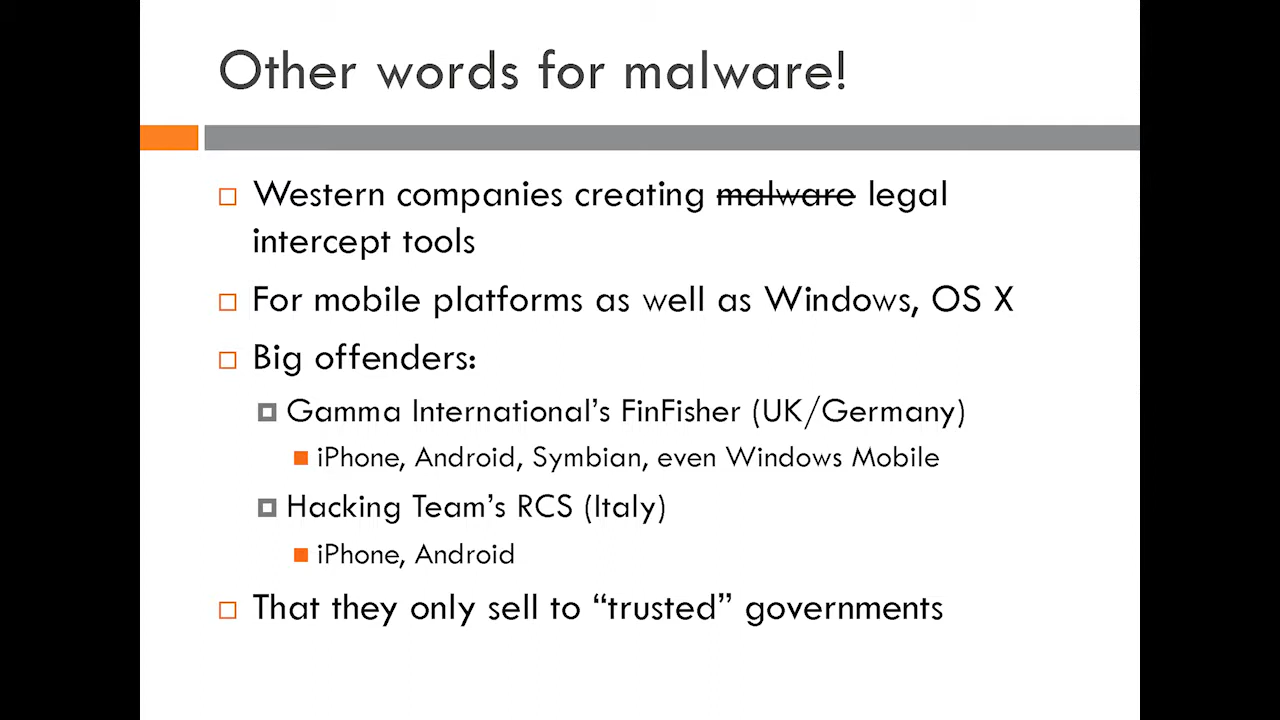 Other words for malware!
Western companies creating malware legal
intercept tools
For mobile platforms as well as Windows, OS X
Big offenders:
Gamma International’s FinFisher (UK/Germany)
iPhone, Android, Symbian, even Windows Mobile
Hacking Team’s RCS (Italy)
iPhone, Android
That they only sell to “trusted” governments